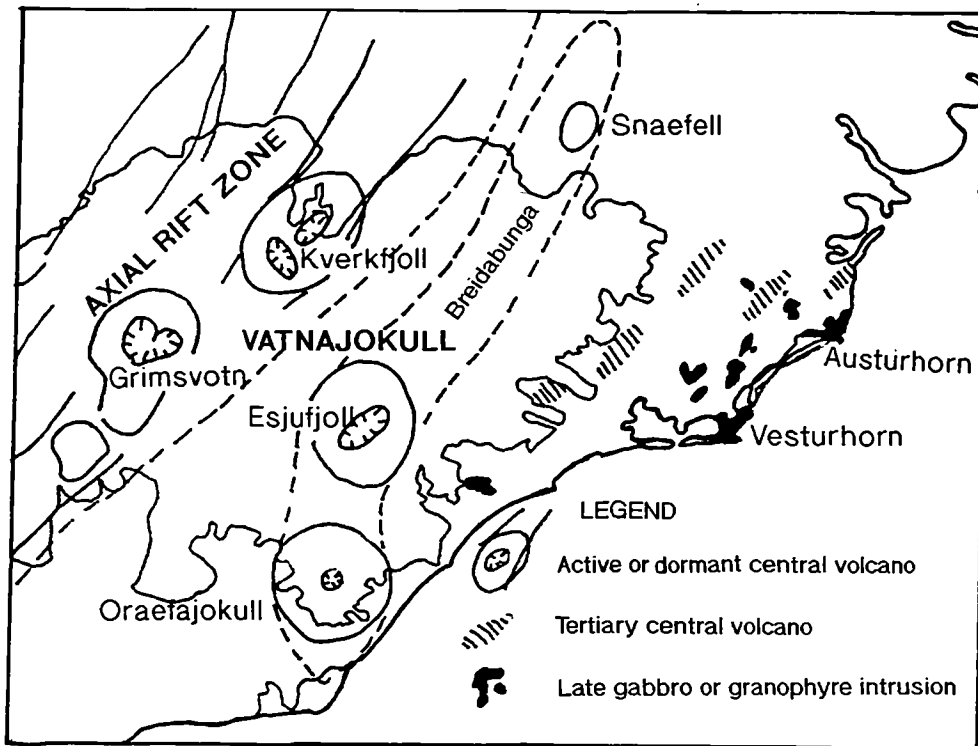 Snaefell
AXIAL RIFT ZONE
Kverkfjoll
Breidabunga
VATNAJOKULL
Grimsvotn
Esjufjoll
Austurhorn
Vesturhorn
Oraefajokull
LEGEND
Active or dormant central volcano
Tertiary central volcano
Late gabbro or granophyre intrusion